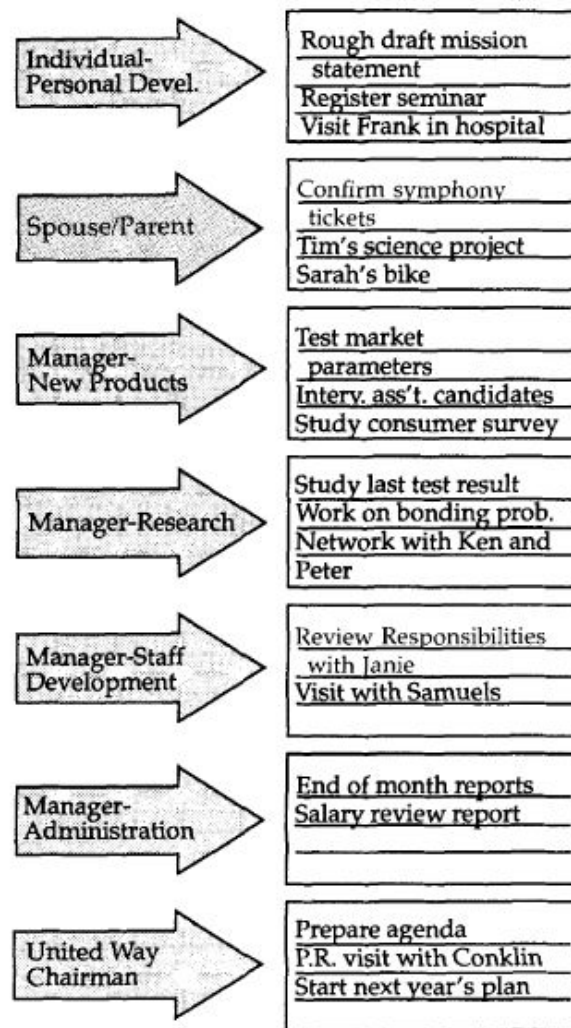 Individual-
Personal Devel.
Rough draft mission
statement
Register seminar
Visit Frank in hospital
Spouse/Parent
Confirm symphony
tickets
Tim's science project
Sarah's bike
Manager-
New Products
Test market
parameters
Interv. ass't. candidates
Study consumer survey
Manager-Research
Study last test result
Work on bonding prob.
Network with Ken and
Peter
Manager-Staff
Development
Review Responsibilities
with Janie
Visit with Samuels
Manager-
Administration
End of month reports
Salary review report
United Way
Chairman
Prepare agenda
P.R. visit with Conklin
Start next year's plan